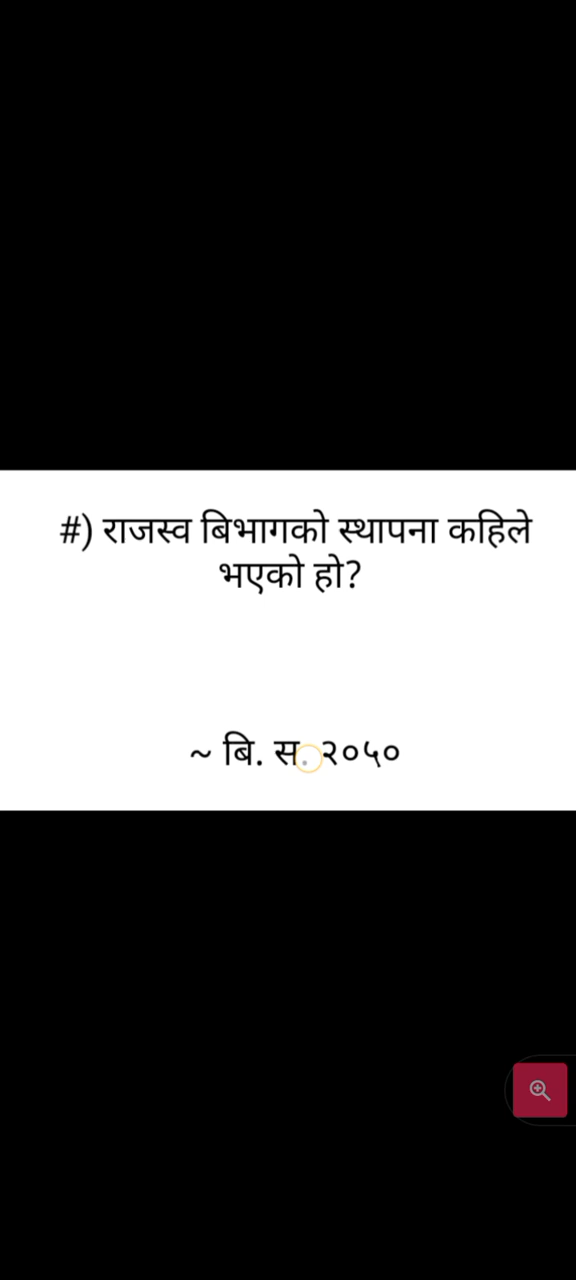 #) राजस्व बिभागको स्थापना कहिले
भएको हो?
~ बि. स. २०५०